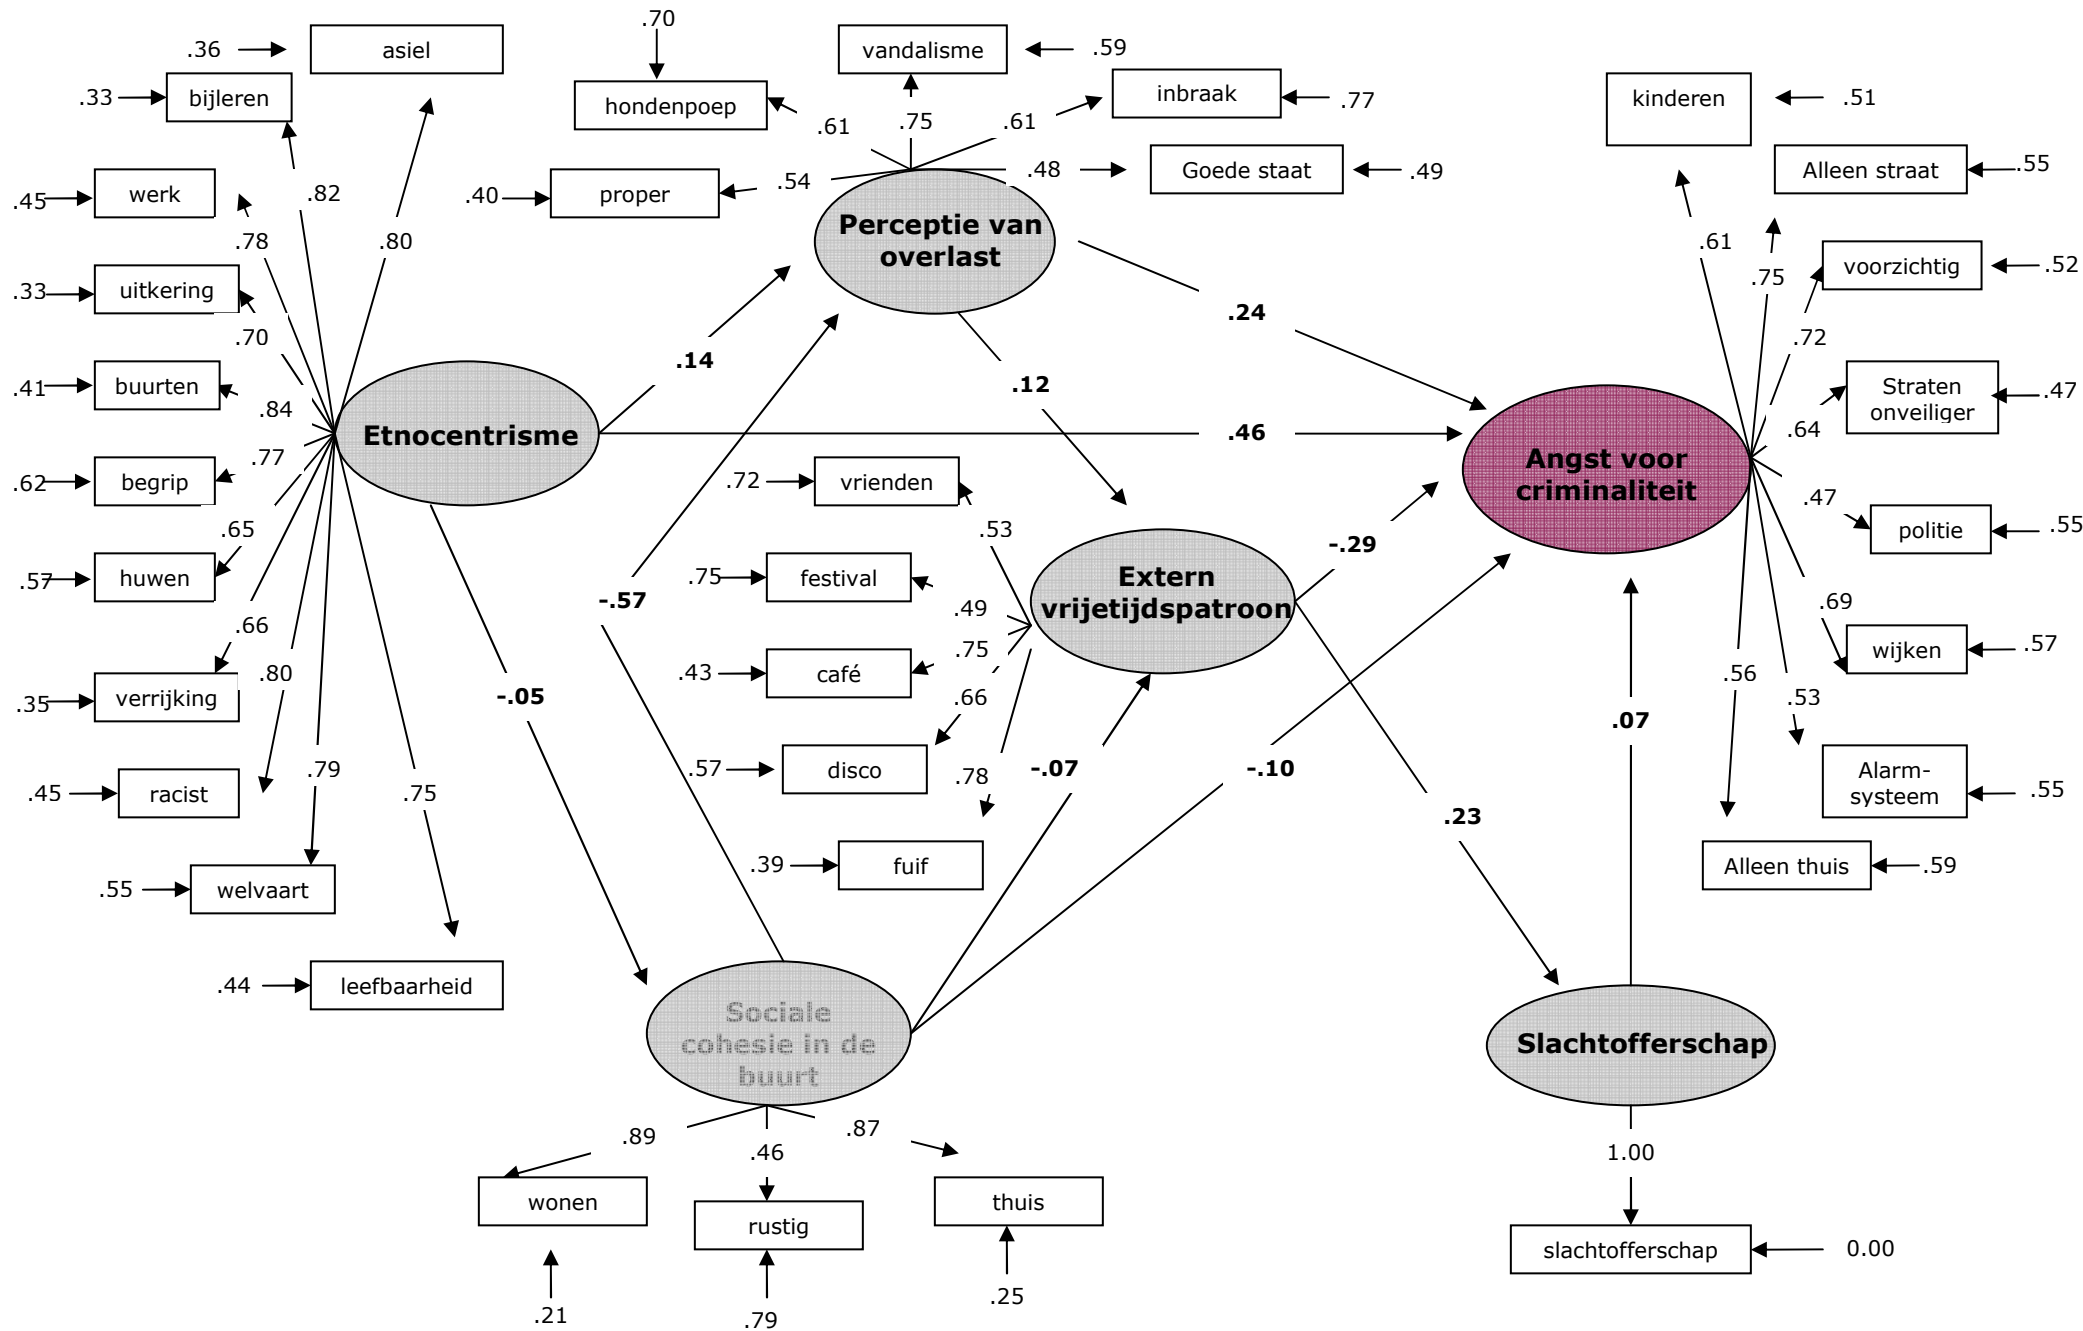 .70
.36
asiel
vandalisme
.59
.33
bijleren
hondenpoep
inbraak
.77
kinderen
.51
.61
.75
.61
.45
werk
.82
.40
proper
.54
.48
Goede staat
.49
Alleen straat
.55
.78
.80
Perceptie van
overlast
.61
.75
voorzichtig
.52
.33
uitkering
.70
.24
.72
.14
.12
.41
buurten
.84
Straten
onveiliger
.47
.64
Etnocentrisme
.46
.62
begrip
.77
.72
vrienden
Angst voor
criminaliteit
.47
.65
.53
-.29
politie
.55
.57
huwen
.75
festival
Extern
vrijetijdspatroon
-.57
.49
.69
.66
.75
wijken
.57
.43
café
.35
verrijking
.80
-.05
.66
.56
.53
.07
.45
racist
.79
.75
.57
disco
.78
-.07
-.10
Alarm-
systeem
.55
.23
.39
fuif
Alleen thuis
.59
.55
welvaart
.44
leefbaarheid
Sociale
cohesie in de
buurt
Slachtofferschap
.89
.46
.87
1.00
wonen
rustig
thuis
slachtofferschap
0.00
.21
.79
.25